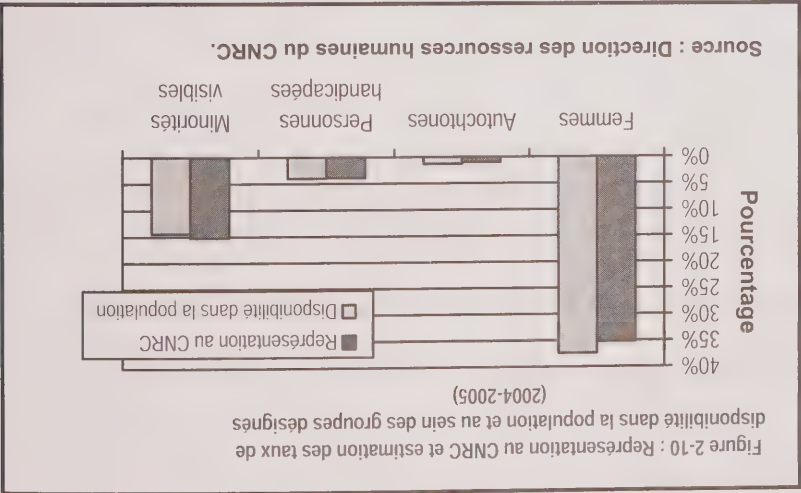 Figure 2-10 : Représentation au CNRC et estimation des taux de
disponibilité dans la population et au sein des groupes désignés
(2004-2005)
40%
35%
30%
25%
20%
15%
10%
5%
0%
Pourcentage
Représentation au CNRC
Disponibilité dans la population
Femmes
Autochtones
Personnes
handicapées
Minorités
visibles
Source : Direction des ressources humaines du CNRC.